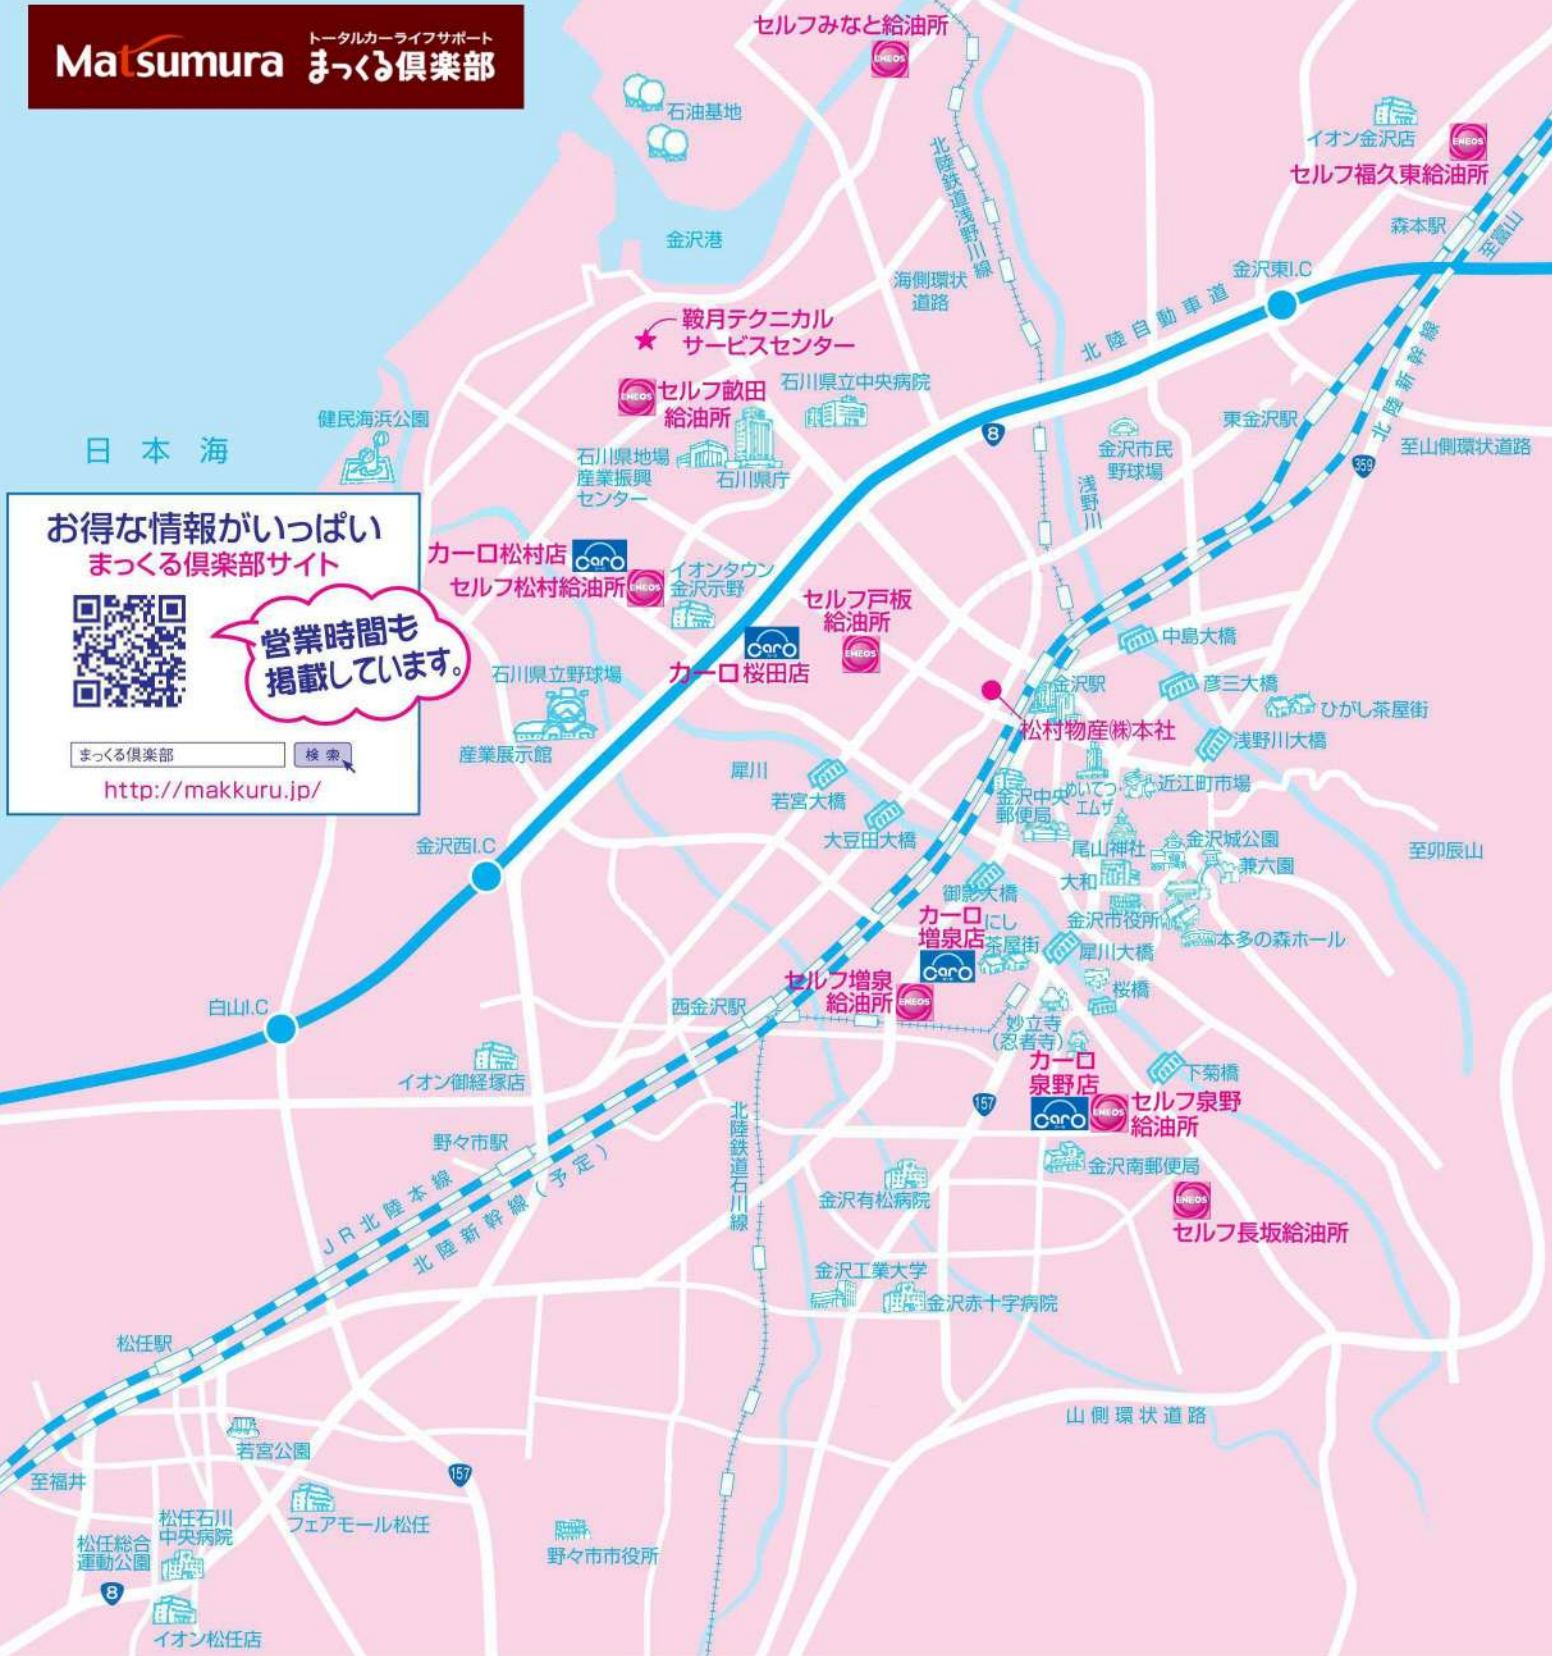 Matsumura
トータルカーライフサポート
まっくる倶楽部
セルフみなと給油所
ENEOS
石油基地
イオン金沢店
ENEOS
セルフ福久東給油所
北陸鉄道浅野川線
森本駅
至富山
金沢港
海側環状
道路
金沢東I.C
北陸自動車道
北陸新幹線
鞍月テクニカル
サービスセンター
ENEOS
セルフ畝田
給油所
石川県立中央病院
健民海浜公園
日本海
8
金沢市民
野球場
東金沢駅
至山側環状道路
359
石川県地場
産業振興
センター
石川県庁
浅野川
お得な情報がいっぱい
まっくる倶楽部サイト
営業時間も
掲載しています。
まっくる倶楽部
検索
http://makkuru.jp/
カーロ松村店
caro
セルフ松村給油所
ENEOS
イオンタウン
金沢示野
セルフ戸板
給油所
ENEOS
caro
カーロ桜田店
中島大橋
石川県立野球場
産業展示館
金沢駅
彦三大橋
ひがし茶屋街
松村物産㈱本社
浅野川大橋
犀川
若宮大橋
大豆田大橋
金沢中央
郵便局
めいてつ
エムザ
近江町市場
尾山神社
金沢城公園
兼六園
至卯辰山
大和
金沢西I.C
御影大橋
カーロ
増泉店
caro
にし
茶屋街
金沢市役所
本多の森ホール
犀川大橋
桜橋
セルフ増泉
給油所
ENEOS
西金沢駅
白山I.C
妙立寺
(忍者寺)
イオン御経塚店
カーロ
泉野店
caro
ENEOS
セルフ泉野
給油所
下菊橋
157
野々市駅
北陸鉄道石川線
金沢南郵便局
JR北陸本線
北陸新幹線(予定)
金沢有松病院
ENEOS
セルフ長坂給油所
金沢工業大学
金沢赤十字病院
松任駅
山側環状道路
若宮公園
至福井
157
フェアモール松任
松任石川
中央病院
松任総合
運動公園
野々市市役所
8
イオン松任店